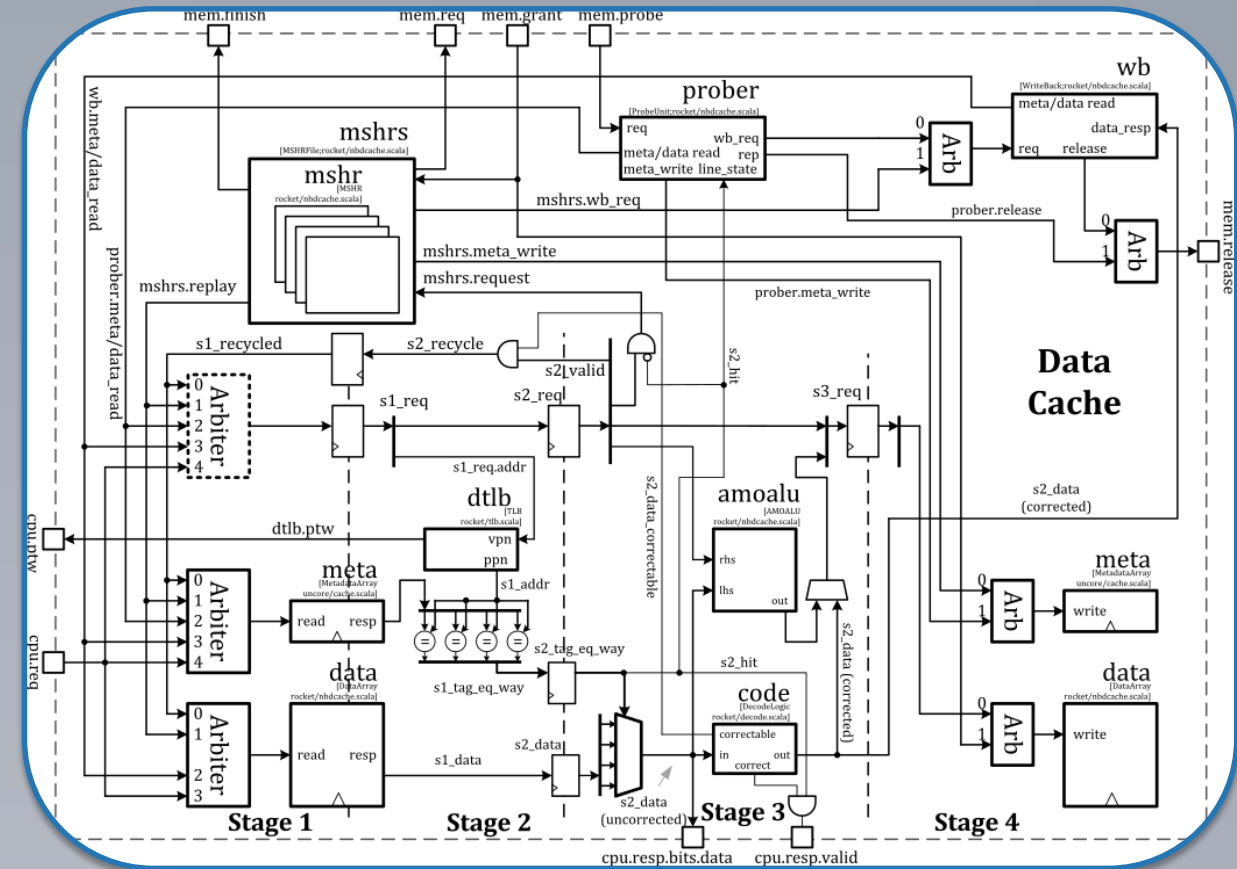 mem.finish
mem.req
mem.grant
mem.probe
wb
[WriteBack;rocket/nbdcache.scala]
meta/data read
data_resp
req
release
prober
[ProbeUnit;rocket/nbdcache.scala]
req
wb_req
meta/data read
rep
meta_write
line_state
0
1
Arb
mshrs
[MSHRFile;rocket/nbdcache.scala]
mshr
[MSHR
rocket/nbdcache.scala]
wb.meta/data_read
prober.meta/data_read
mshrs.wb_req
prober.release
0
1
Arb
mem.release
mshrs.meta_write
mshrs.request
mshrs.replay
prober.meta_write
s1_recycled
s2_recycle
s2_valid
s2_hit
Data
Cache
0
1
2
3
4
Arbiter
s1_req
s2_req
s3_req
s1_req.addr
s2_data_correctable
dtlb
[TLB
rocket/tlb.scala]
vpn
ppn
dtlb.ptw
cpu.ptw
s1_addr
amoalu
[AMOALU
rocket/nbdcache.scala]
rhs
lhs
out
s2_data
(corrected)
meta
[MetadataArray
uncore/cache.scala]
read
resp
0
1
2
3
4
Arbiter
cpu.req
=
=
=
=
s2_tag_eq_way
s1_tag_eq_way
s2_hit
s2_data (corrected)
0
1
Arb
meta
[MetadataArray
uncore/cache.scala]
write
data
[DataArray
rocket/nbdcache.scala]
read
resp
0
1
2
3
Arbiter
s1_data
s2_data
code
[DecodeLogic
rocket/decode.scala]
correctable
in
out
correct
s2_data
(uncorrected)
0
1
Arb
data
[DataArray
rocket/nbdcache.scala]
write
Stage 1
Stage 2
Stage 3
Stage 4
cpu.resp.bits.data
cpu.resp.valid